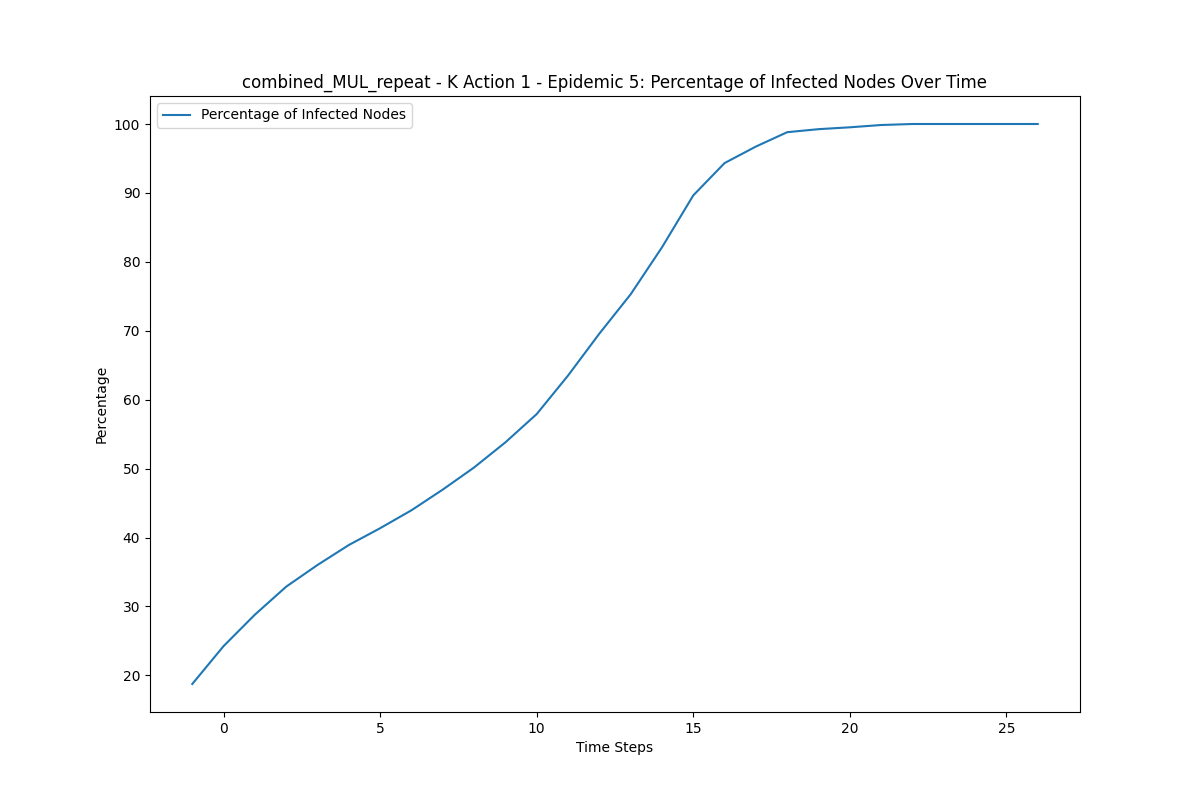 combined_MUL_repeat - K Action 1 - Epidemic 5: Percentage of Infected Nodes Over Time
Percentage of Infected Nodes
100
90
80
70
60
50
40
30
20
Percentage
0 5 10 15 20 25
Time Steps